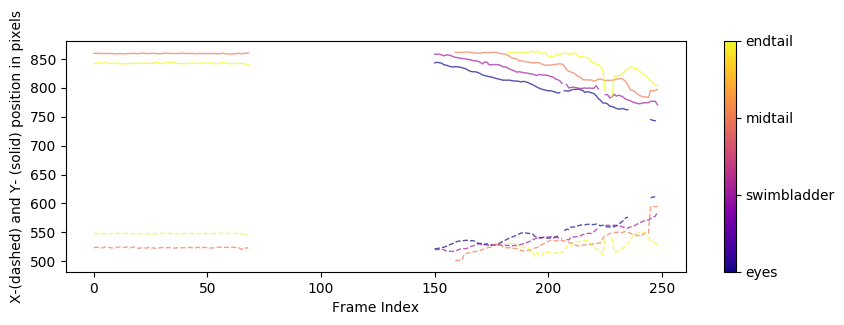 X-(dashed) and Y- (solid) position in pixels
850
800
750
700
650
600
550
500
0
50
100
150
200
250
Frame Index
endtail
midtail
swimbladder
eyes